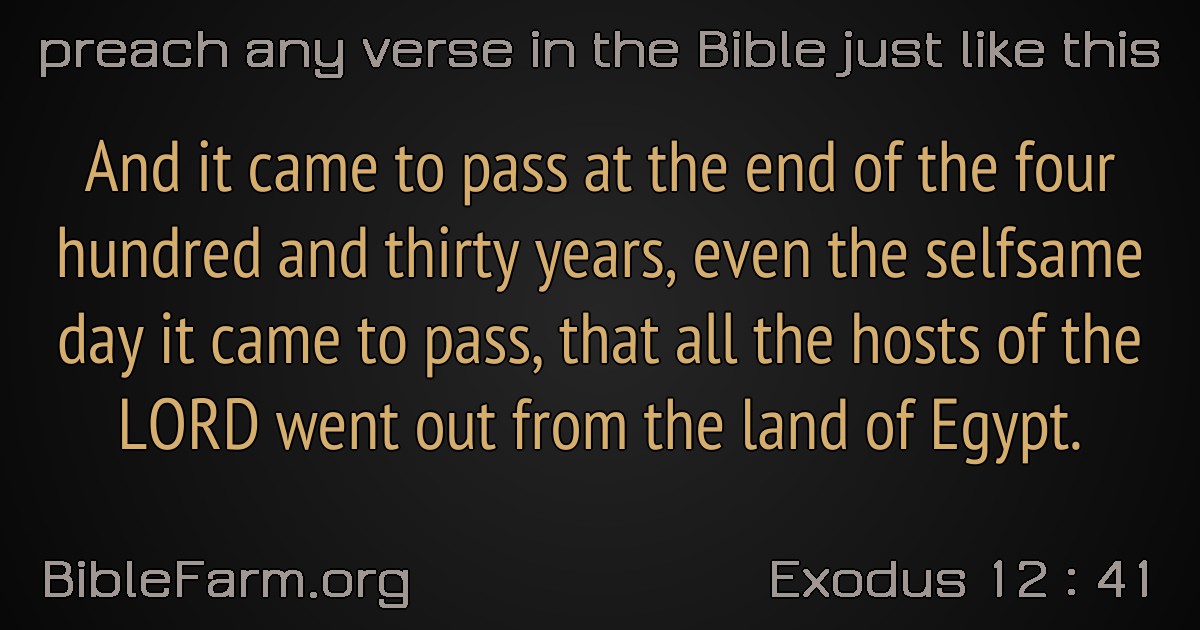 preach any verse in the Bible just like this
And it came to pass at the end of the four
hundred and thirty years, even the selfsame
day it came to pass, that all the hosts of the
LORD went out from the land of Egypt.
BibleFarm.org
Exodus 12 : 41